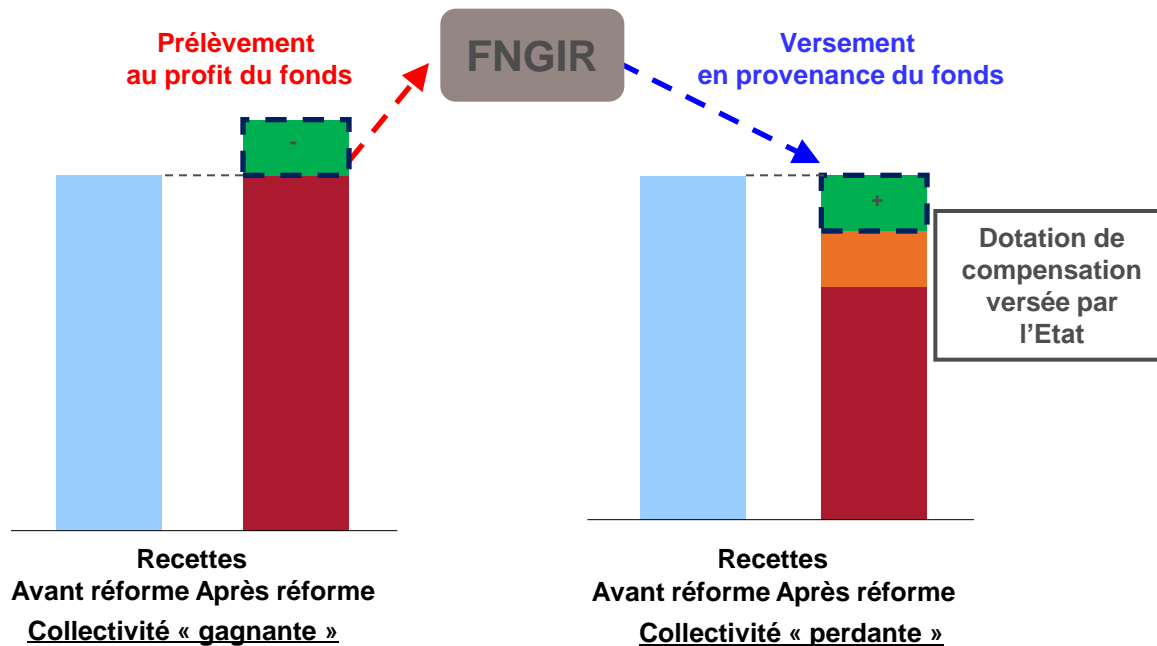 Prélèvement
au profit du fonds
FNGIR
Versement
en provenance du fonds
-
+
Dotation de
compensation
versée par
l’Etat
Recettes
Avant réforme Après réforme
Collectivité « gagnante »
Recettes
Avant réforme Après réforme
Collectivité « perdante »